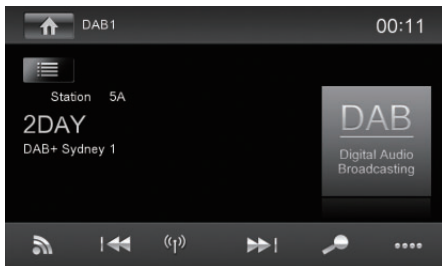 DAB1
00:11
Station 5A
2DAY
DAB+ Sydney 1
DAB
Digital Audio
Broadcasting